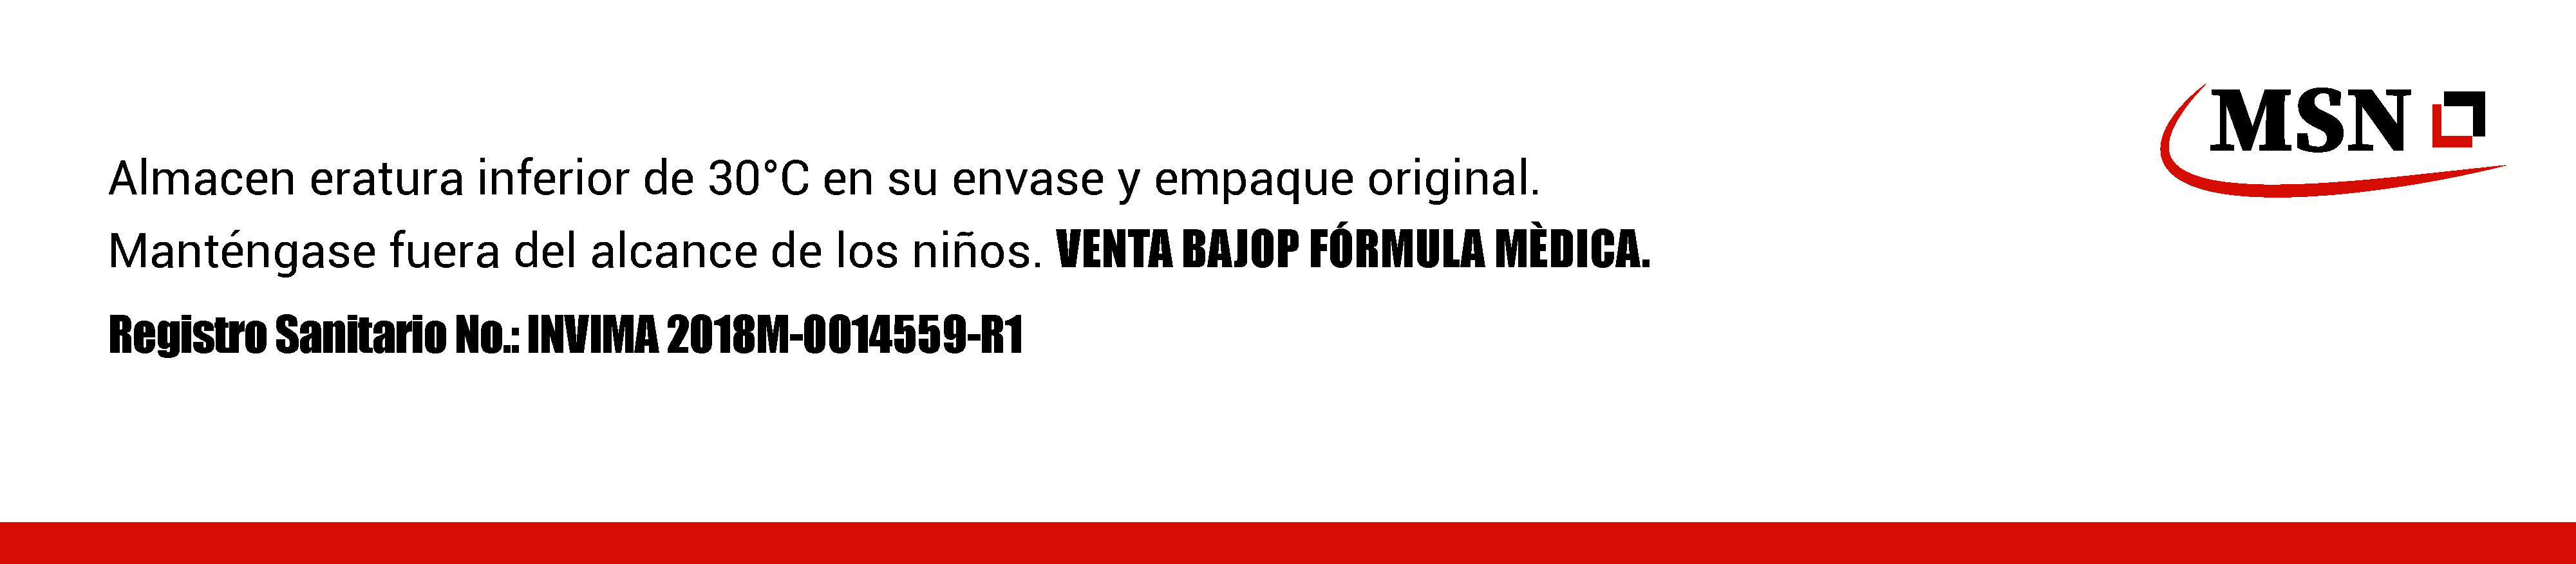 MSN
Almacen eratura inferior de 30°C en su envase y empaque original.
Manténgase fuera del alcance de los niños. VENTA BAJOP FÓRMULA MÈDICA.
Registro Sanitario No.: INVIMA 2018M-0014559-R1